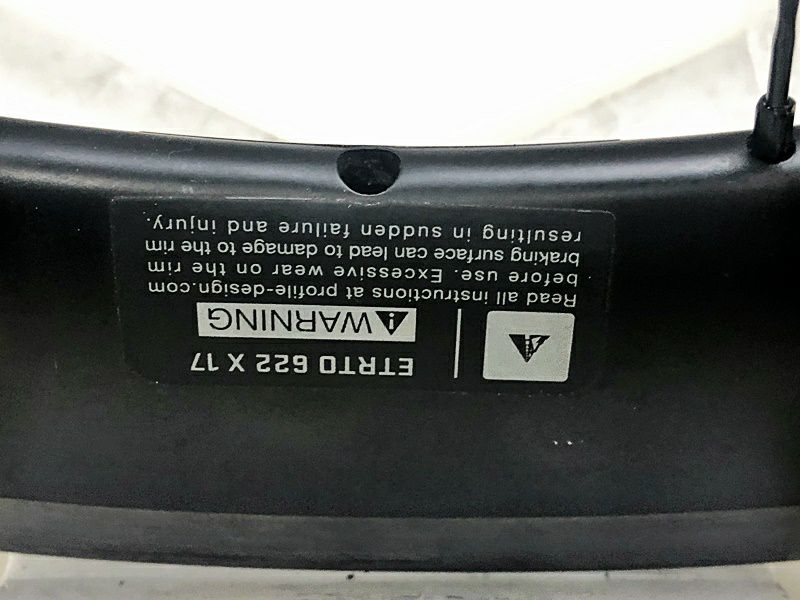 ETRTO 622 X 17
WARNING
Read all instructions at profile-design.com
before use. Excessive wear on the rim
braking surface can lead to damage to the rim
resulting in sudden failure and injury.